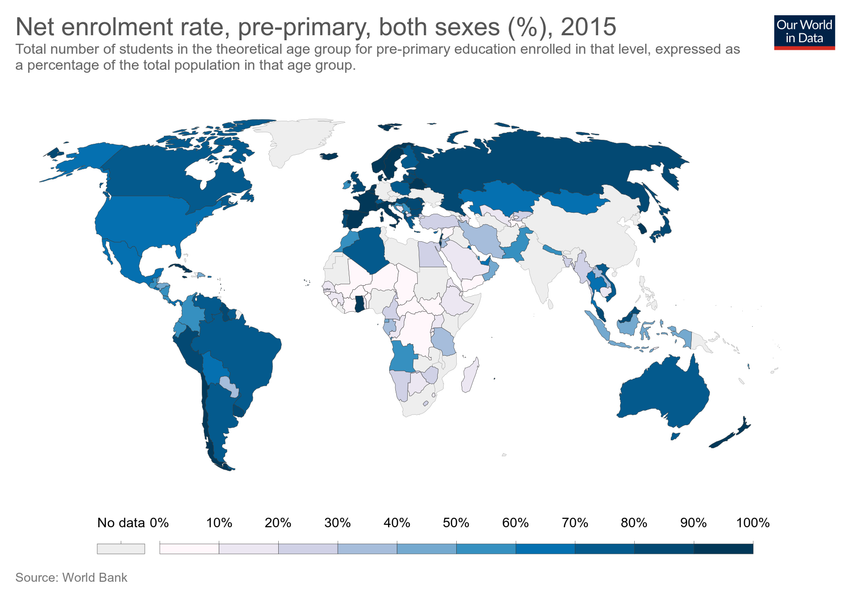 Net enrolment rate, pre-primary, both sexes (%), 2015
Our World
in Data
Total number of students in the theoretical age group for pre-primary education enrolled in that level, expressed as
a percentage of the total population in that age group.
No data 0% 10% 20% 30% 40% 50% 60% 70% 80% 90% 100%
Source: World Bank